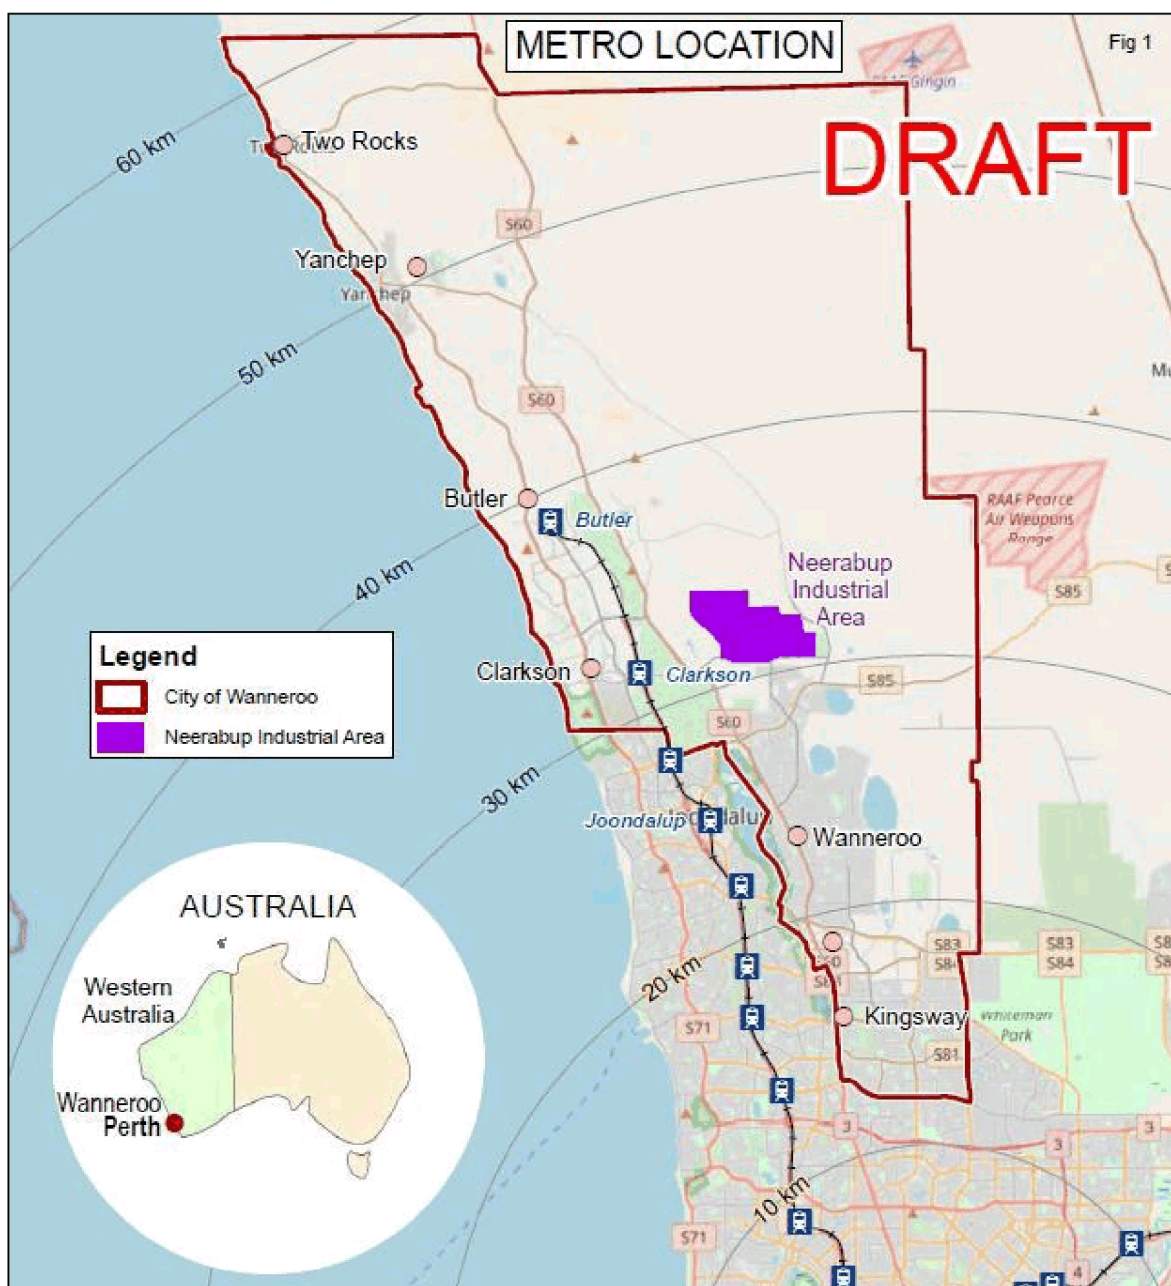 METRO LOCATION
Fig 1
Gingin
DRAFT
60 km
Two Rocks
S60
Yanchep
Yanchep
50 km
S60
Butler
Butler
RAAF Pearce
Air Weapons
Range
40 km
Neerabup
Industrial
Area
S85
Legend
City of Wanneroo
Neerabup Industrial Area
Clarkson
Clarkson
S85
S60
30 km
Joondalup
Wanneroo
AUSTRALIA
Western
Australia
Wanneroo
Perth
20 km
S83
S84
S83
S84
S71
Kingsway
Whiteman
Park
S81
3
3
3
10 km
S71
4